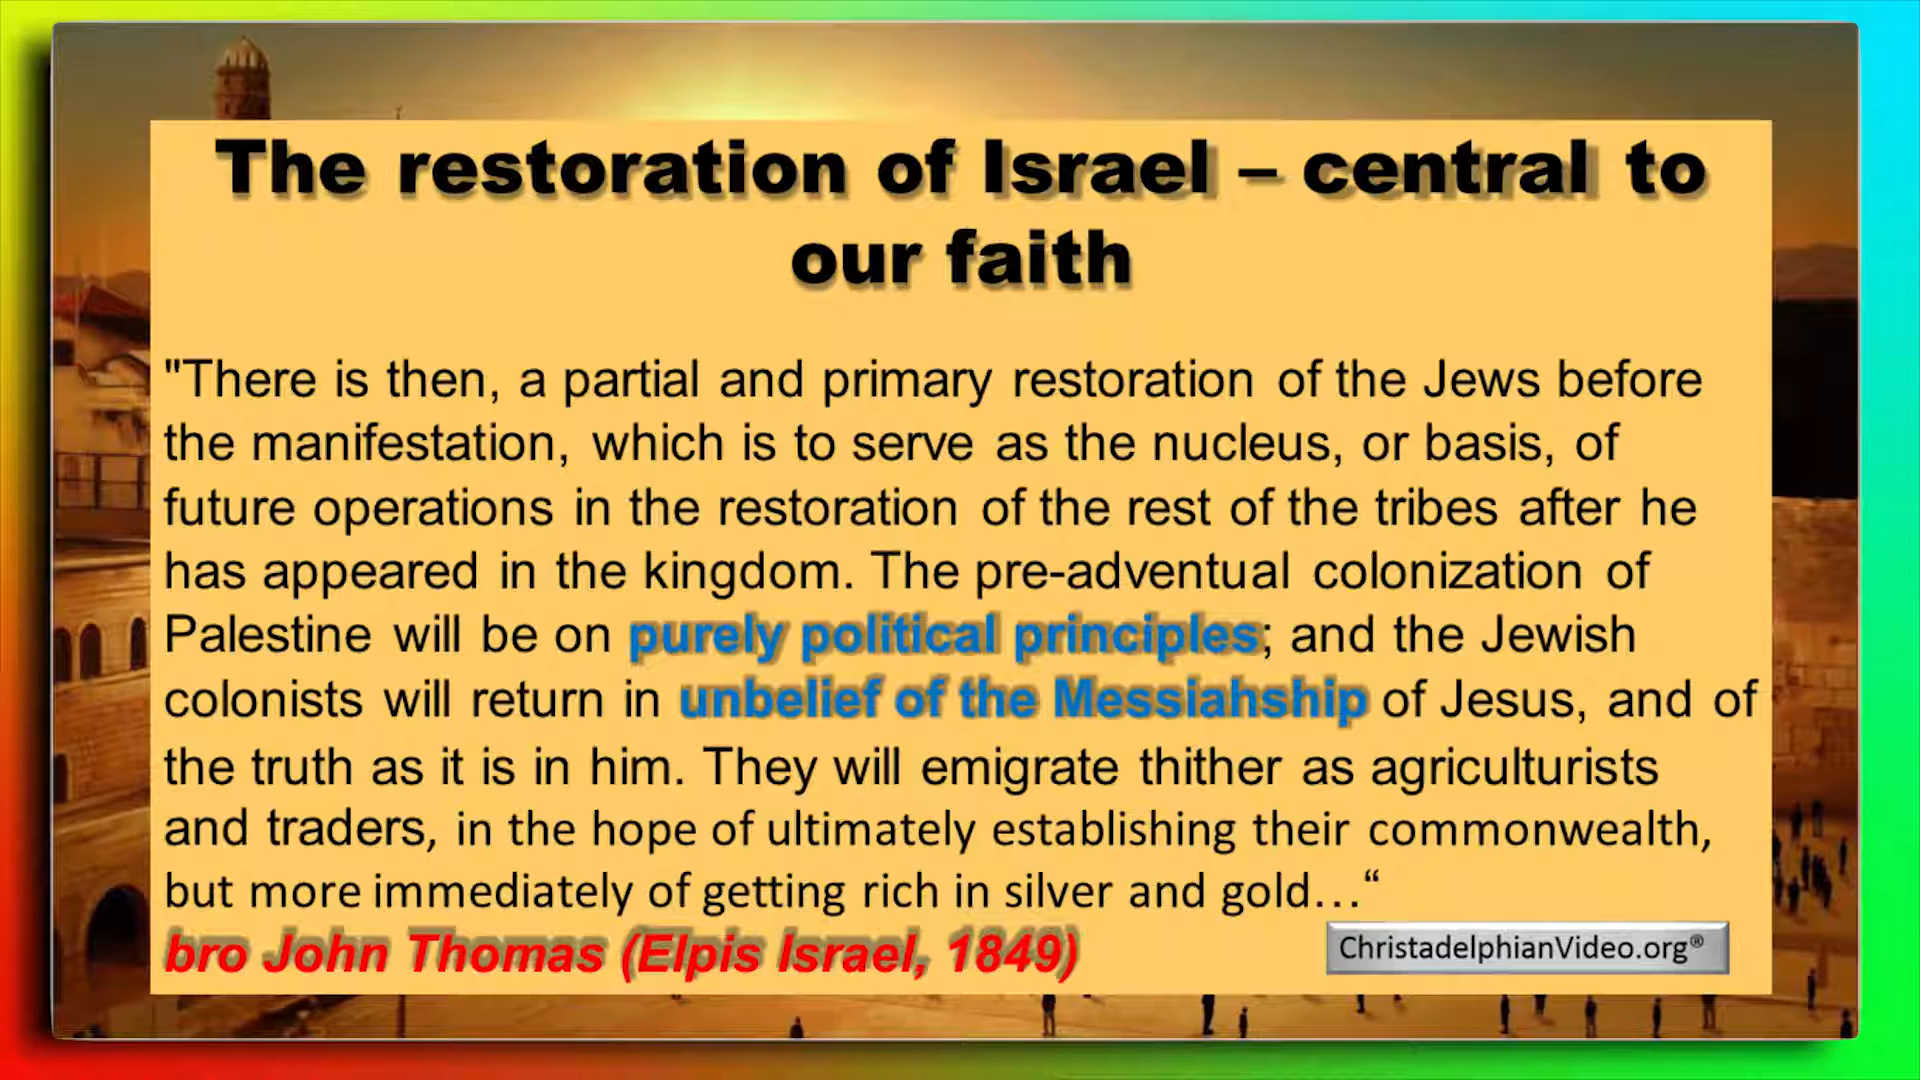 The restoration of Israel – central to
our faith
"There is then, a partial and primary restoration of the Jews before
the manifestation, which is to serve as the nucleus, or basis, of
future operations in the restoration of the rest of the tribes after he
has appeared in the kingdom. The pre-adventual colonization of
Palestine will be on purely political principles; and the Jewish
colonists will return in unbelief of the Messiahship of Jesus, and of
the truth as it is in him. They will emigrate thither as agriculturists
and traders, in the hope of ultimately establishing their commonwealth,
but more immediately of getting rich in silver and gold…“
bro John Thomas (Elpis Israel, 1849)
ChristadelphianVideo.org®